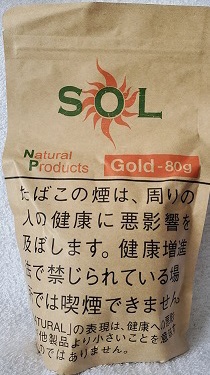 SOL
Natural
Products
Gold-80g
たばこの煙は、周りの
人の健康に悪影響を
及ぼします。健康増進
法で禁じられている場
所では喫煙できません
NATURAL」の表現は、健康への悪影
他製品より小さいことを意味
のではありません。